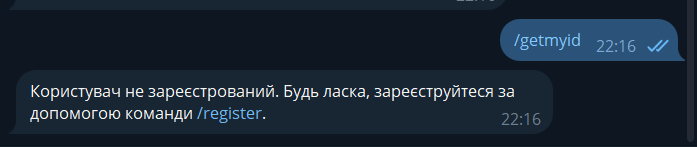 /getmyid 22:16
Користувач не зареєстрований. Будь ласка, зареєструйтеся за
допомогою команди /register.
22:16